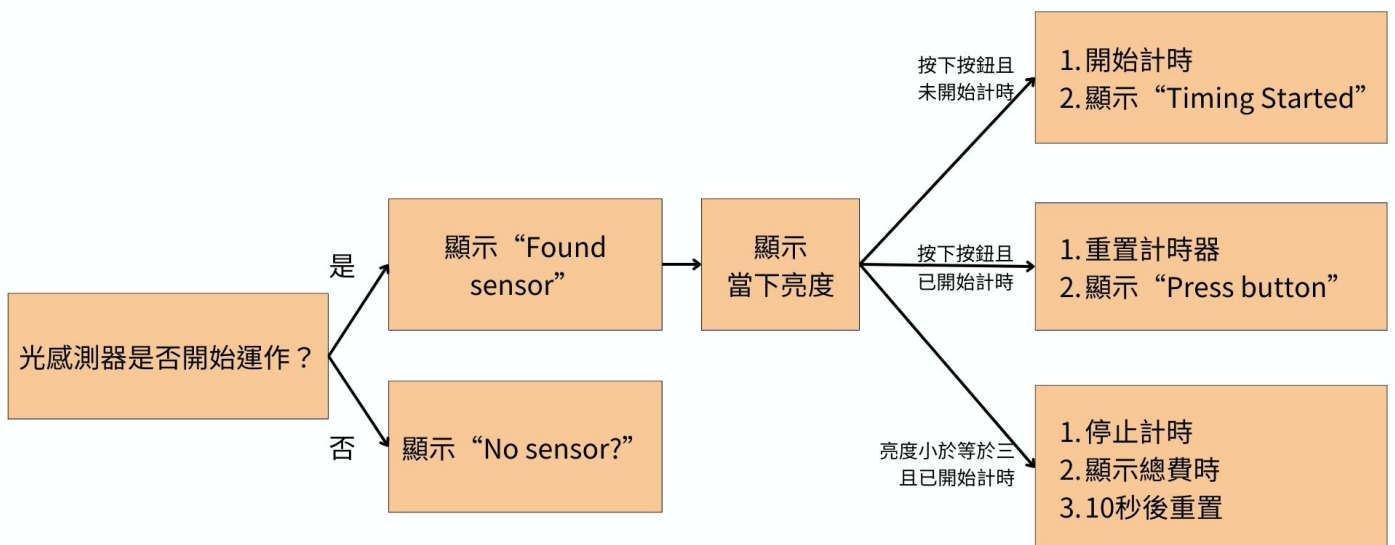 光感測器是否開始運作？
是
否
顯示“Found
sensor”
顯示“No sensor?”
顯示
當下亮度
按下按鈕且
未開始計時
1.開始計時
2.顯示“Timing Started”
按下按鈕且
已開始計時
1.重置計時器
2.顯示“Press button”
亮度小於等於三
且已開始計時
1.停止計時
2.顯示總費時
3.10秒後重置